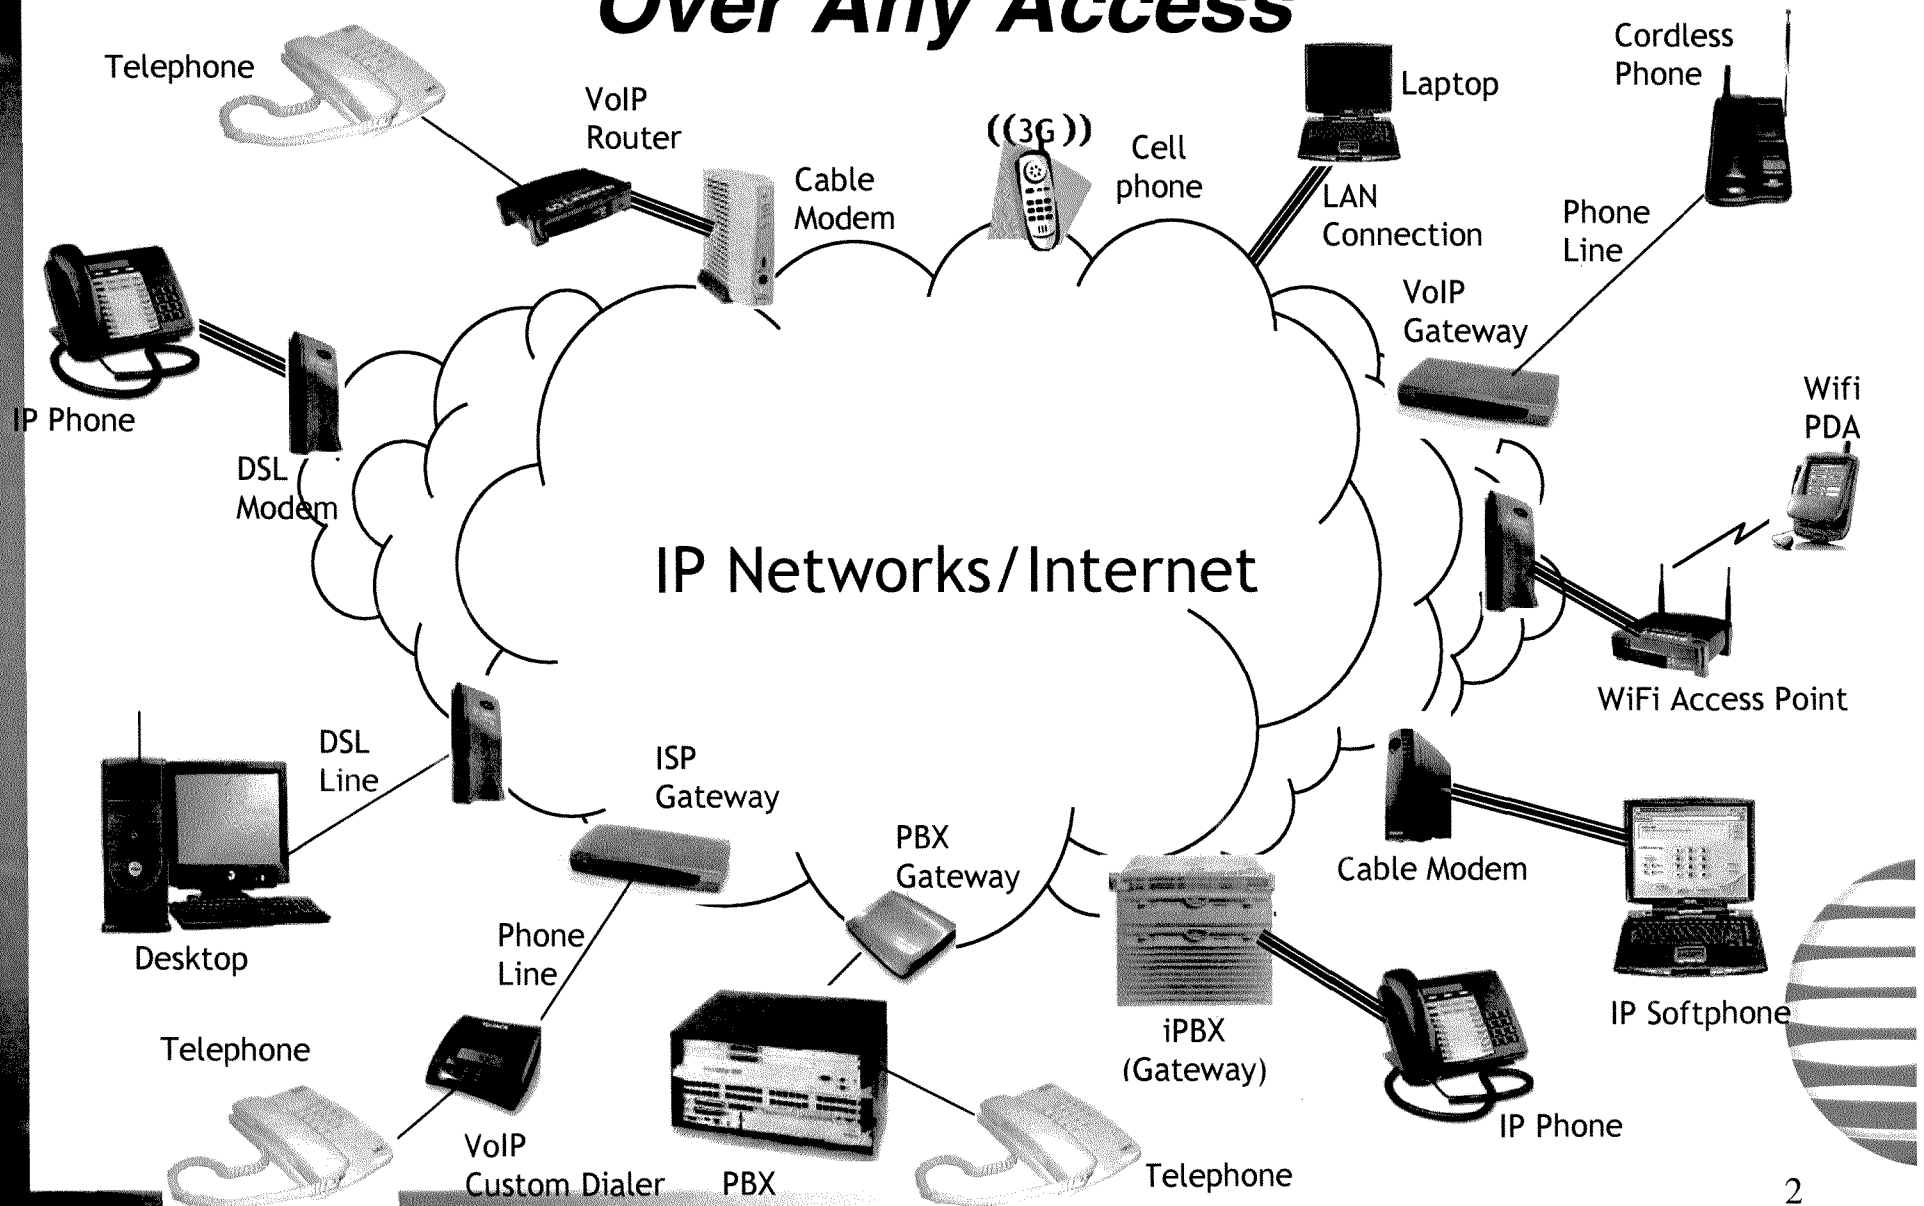 Over Any Access
Telephone
VoIP
Router
Cable
Modem
((3G))
Cell
phone
Laptop
LAN
Connection
Cordless
Phone
Phone
Line
VoIP
Gateway
IP Phone
DSL
Modem
Wifi
PDA
IP Networks/Internet
WiFi Access Point
DSL
Line
ISP
Gateway
PBX
Gateway
Cable Modem
Desktop
Phone
Line
IP Softphone
Telephone
iPBX
(Gateway)
IP Phone
VoIP
Custom Dialer
PBX
Telephone
2